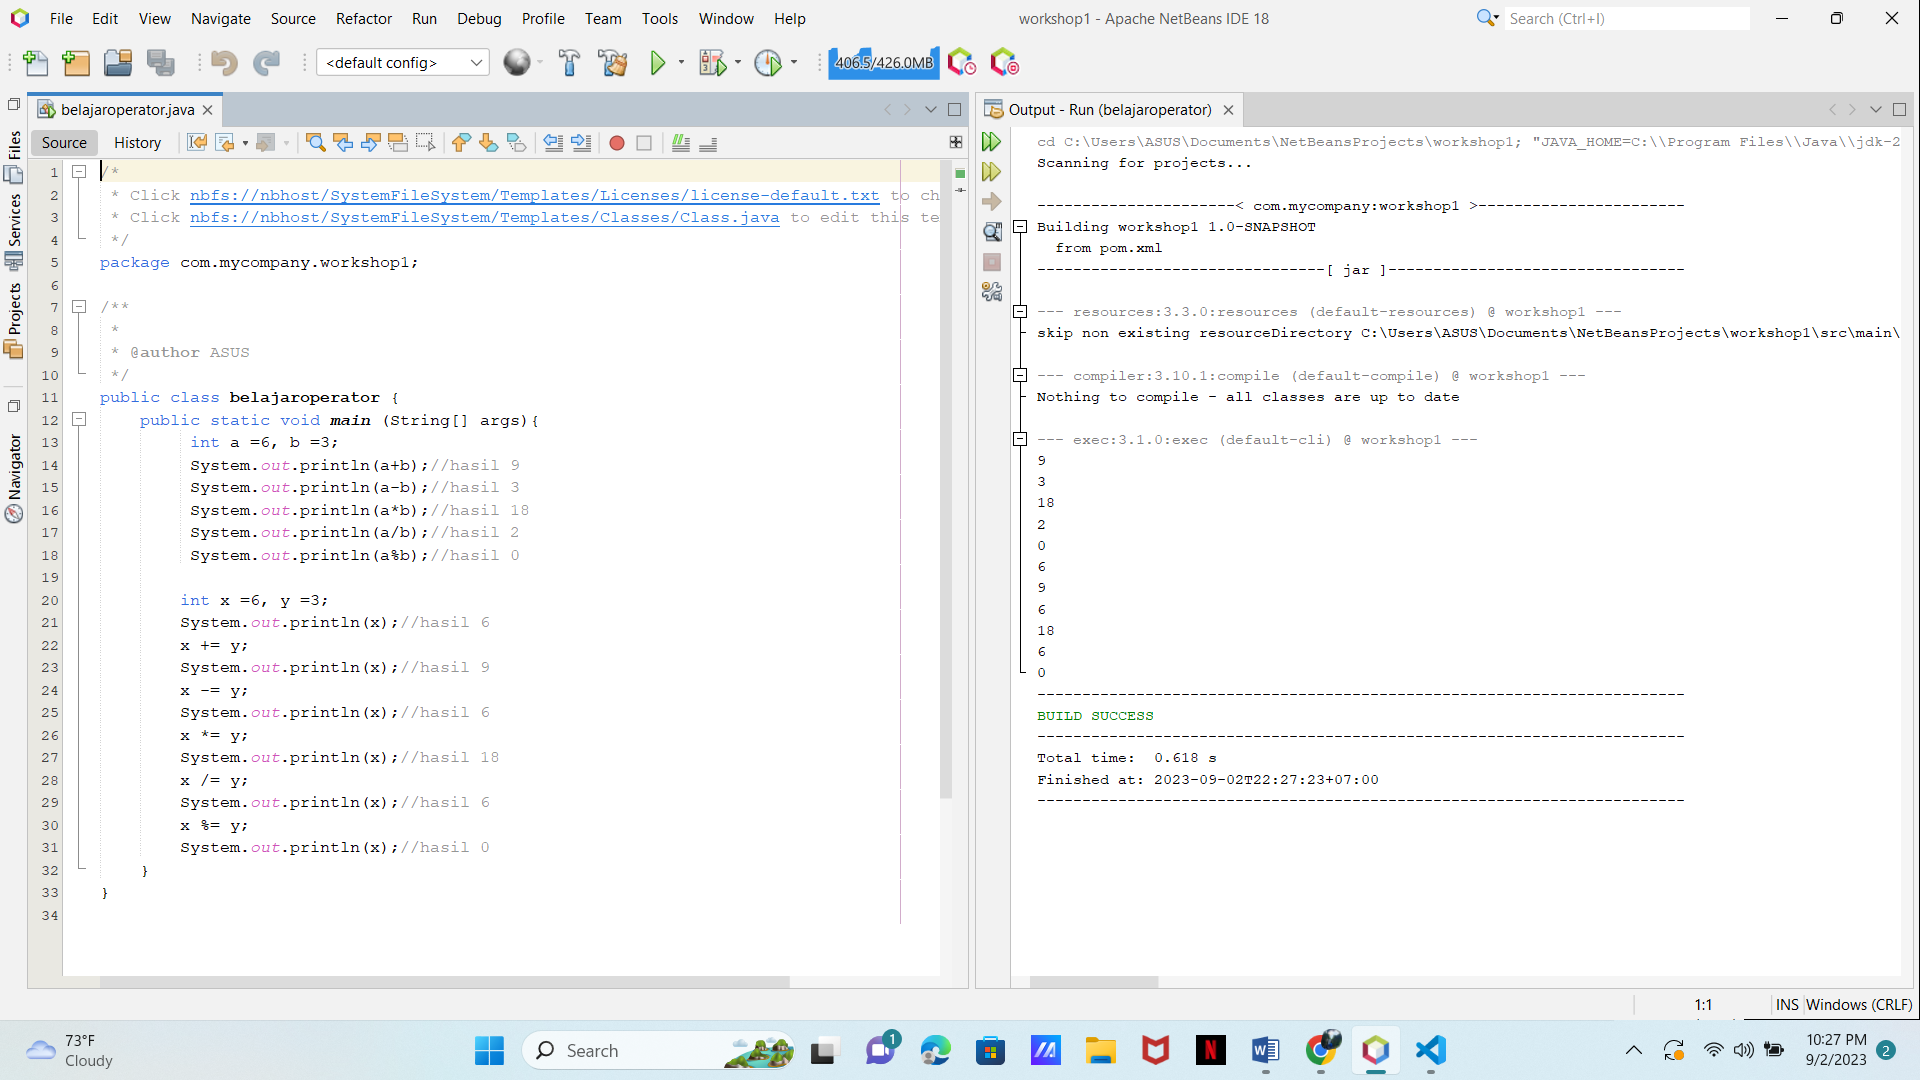 File Edit View Navigate Source Refactor Run Debug Profile Team Tools Window Help
workshop1 - Apache NetBeans IDE 18
Search (Ctrl+I)
<default config>
406.5/426.0MB
Files
Services
Projects
Navigator
belajaroperator.java
Source History
1 /*
2 * Click nbfs://nbhost/SystemFileSystem/Templates/Licenses/license-default.txt to ch
3 * Click nbfs://nbhost/SystemFileSystem/Templates/Classes/Class.java to edit this te
4 */
5 package com.mycompany.workshop1;
6
7 /**
8 *
9 * @author ASUS
10 */
11 public class belajaroperator {
12 public static void main (String[] args){
13 int a =6, b =3;
14 System.out.println(a+b);//hasil 9
15 System.out.println(a-b);//hasil 3
16 System.out.println(a*b);//hasil 18
17 System.out.println(a/b);//hasil 2
18 System.out.println(a%b);//hasil 0
19
20 int x =6, y =3;
21 System.out.println(x);//hasil 6
22 x += y;
23 System.out.println(x);//hasil 9
24 x -= y;
25 System.out.println(x);//hasil 6
26 x *= y;
27 System.out.println(x);//hasil 18
28 x /= y;
29 System.out.println(x);//hasil 6
30 x %= y;
31 System.out.println(x);//hasil 0
32 }
33 }
34
Output - Run (belajaroperator)
cd C:\Users\ASUS\Documents\NetBeansProjects\workshop1; "JAVA_HOME=C:\\Program Files\\Java\\jdk-2
Scanning for projects...
----------------------< com.mycompany:workshop1 >-----------------------
Building workshop1 1.0-SNAPSHOT
from pom.xml
--------------------------------[ jar ]---------------------------------
--- resources:3.3.0:resources (default-resources) @ workshop1 ---
skip non existing resourceDirectory C:\Users\ASUS\Documents\NetBeansProjects\workshop1\src\main\
--- compiler:3.10.1:compile (default-compile) @ workshop1 ---
Nothing to compile - all classes are up to date
--- exec:3.1.0:exec (default-cli) @ workshop1 ---
9
3
18
2
0
6
9
6
18
6
0
------------------------------------------------------------------------
BUILD SUCCESS
------------------------------------------------------------------------
Total time: 0.618 s
Finished at: 2023-09-02T22:27:23+07:00
------------------------------------------------------------------------
1:1 INS Windows (CRLF)
73°F
Cloudy
Search
1
10:27 PM
9/2/2023
2